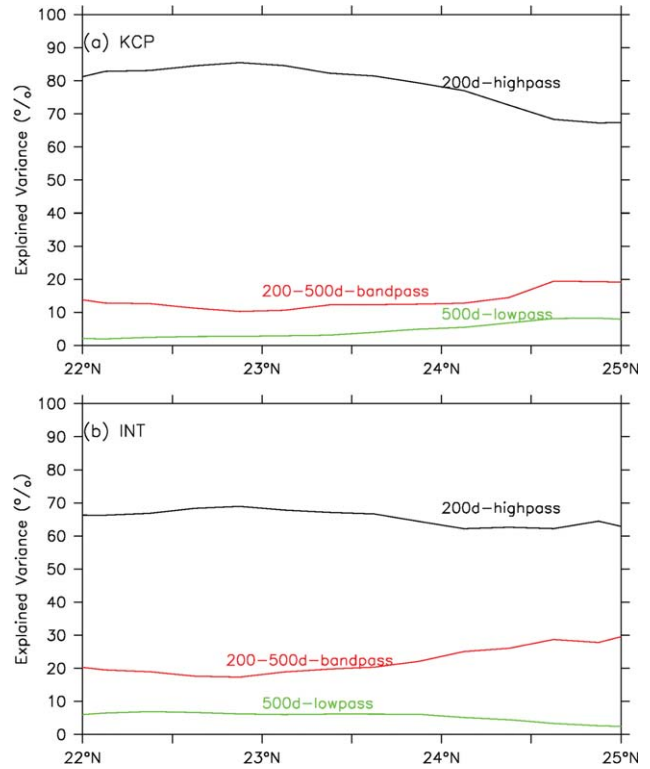 (a) KCP
Explained Variance (%)
100
90
80
70
60
50
40
30
20
10
0
200d-highpass
200-500d-bandpass
500d-lowpass
22°N
23°N
24°N
25°N
(b) INT
Explained Variance (%)
100
90
80
70
60
50
40
30
20
10
0
200d-highpass
200-500d-bandpass
500d-lowpass
22°N
23°N
24°N
25°N